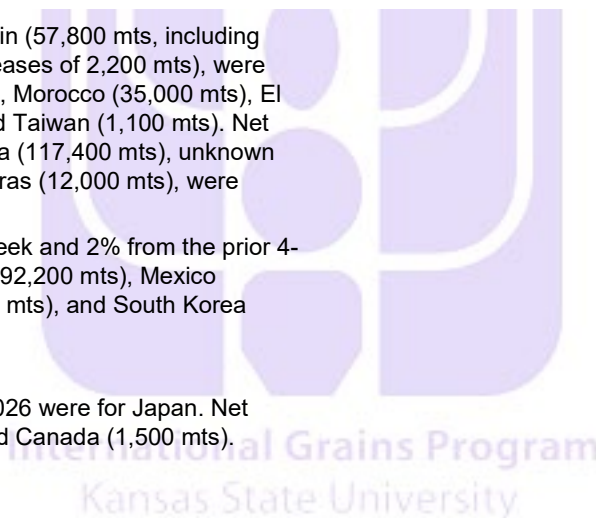 in (57,800 mts, including
eases of 2,200 mts), were
, Morocco (35,000 mts), El
d Taiwan (1,100 mts). Net
a (117,400 mts), unknown
ras (12,000 mts), were
eek and 2% from the prior 4-
92,200 mts), Mexico
mts), and South Korea
026 were for Japan. Net
d Canada (1,500 mts).
International Grains Program
Kansas State University